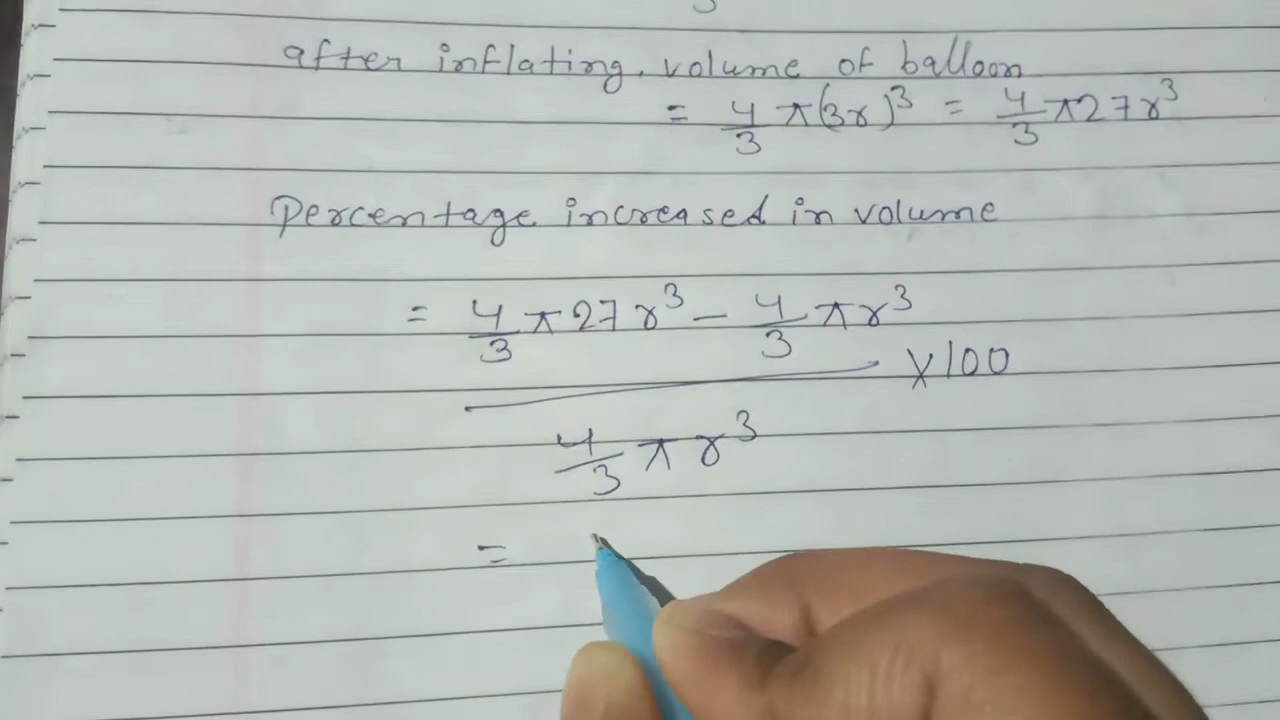 after inflating, volume of balloon
= 4/3 π(3r)³ = 4/3 π27r³
Percentage increased in volume
= 4/3 π27r³ - 4/3 πr³
X100
4/3 πr³
=